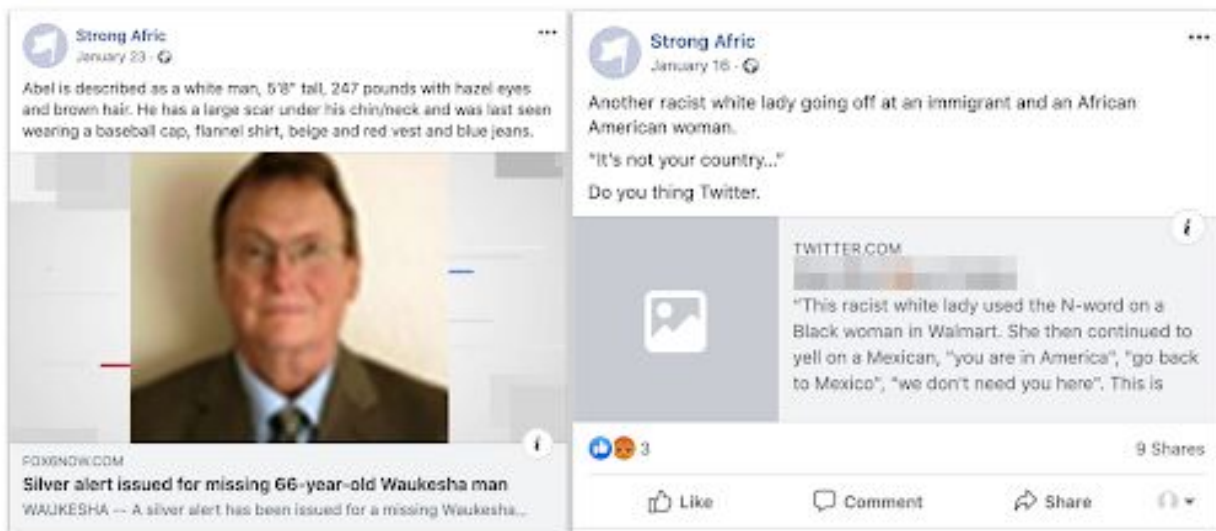 Strong Afric
January 23 ·
Abel is described as a white man, 5'8" tall, 247 pounds with hazel eyes
and brown hair. He has a large scar under his chin/neck and was last seen
wearing a baseball cap, flannel shirt, beige and red vest and blue jeans.
i
FOX6NOW.COM
Silver alert issued for missing 66-year-old Waukesha man
WAUKESHA -- A silver alert has been issued for a missing Waukesha...
Strong Afric
January 16 ·
Another racist white lady going off at an immigrant and an African
American woman.
"It's not your country..."
Do you thing Twitter.
i
TWITTER.COM
"This racist white lady used the N-word on a
Black woman in Walmart. She then continued to
yell on a Mexican, "you are in America", "go back
to Mexico", "we don't need you here". This is
3
9 Shares
Like
Comment
Share